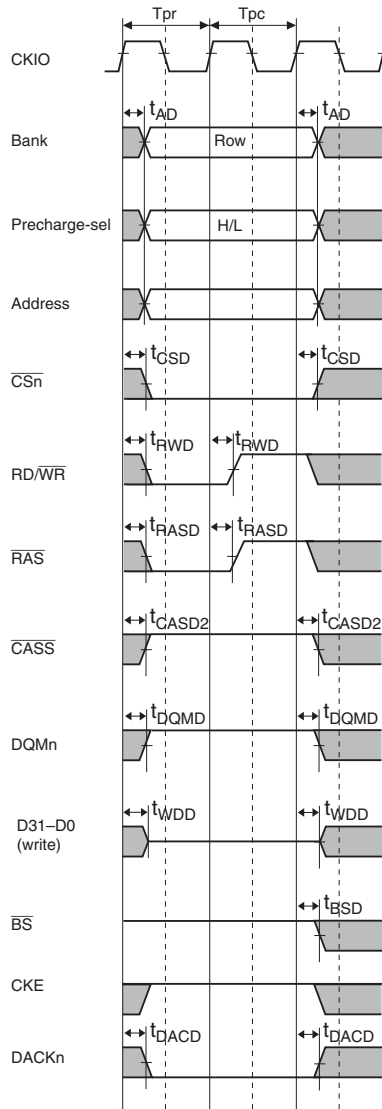 Tpr Tpc
CKIO
tAD tAD
Bank Row
Precharge-sel H/L
Address
tCSD tCSD
CSn
tRWD tRWD
RD/WR
tRASD tRASD
RAS
tCASD2 tCASD2
CASS
tDQMD tDQMD
DQMn
tWDD tWDD
D31–D0
(write)
tBSD
BS
CKE
tDACD tDACD
DACKn